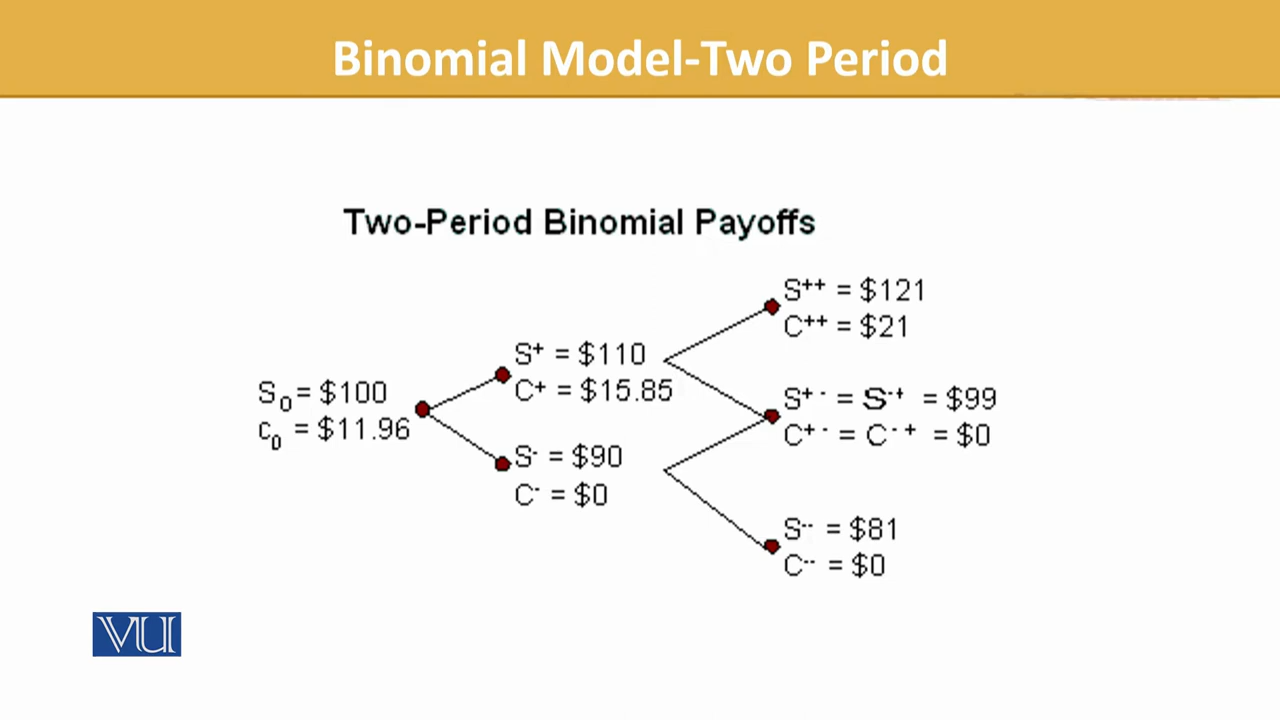 Binomial Model-Two Period
Two-Period Binomial Payoffs
S₀ = $100
c₀ = $11.96
S⁺ = $110
C⁺ = $15.85
S⁻ = $90
C⁻ = $0
S⁺⁺ = $121
C⁺⁺ = $21
S⁺⁻ = S⁻⁺ = $99
C⁺⁻ = C⁻⁺ = $0
S⁻⁻ = $81
C⁻⁻ = $0
VU